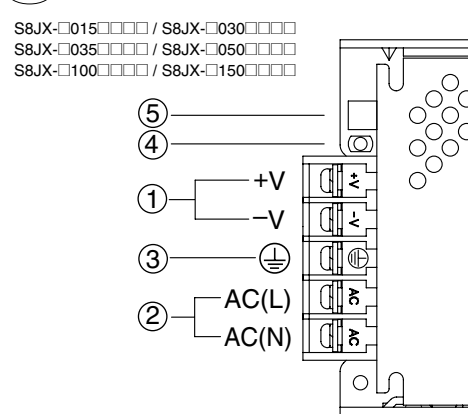 S8JX-□015□□□□ / S8JX-□030□□□□
S8JX-□035□□□□ / S8JX-□050□□□□
S8JX-□100□□□□ / S8JX-□150□□□□
⑤
④
① +V +V
−V -V
③
② AC(L) AC
AC(N) AC